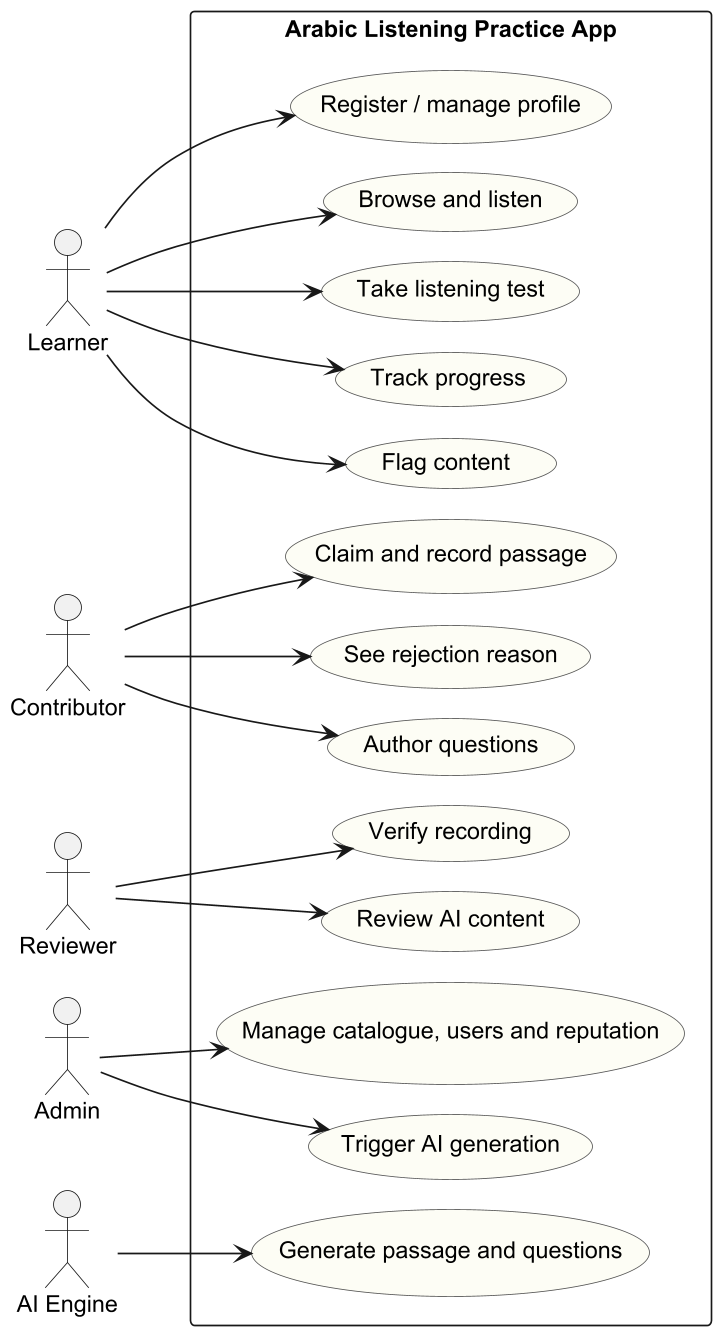 Arabic Listening Practice App
Register / manage profile
Browse and listen
Take listening test
Learner
Track progress
Flag content
Claim and record passage
See rejection reason
Contributor
Author questions
Verify recording
Review AI content
Reviewer
Manage catalogue, users and reputation
Admin
Trigger AI generation
Generate passage and questions
AI Engine